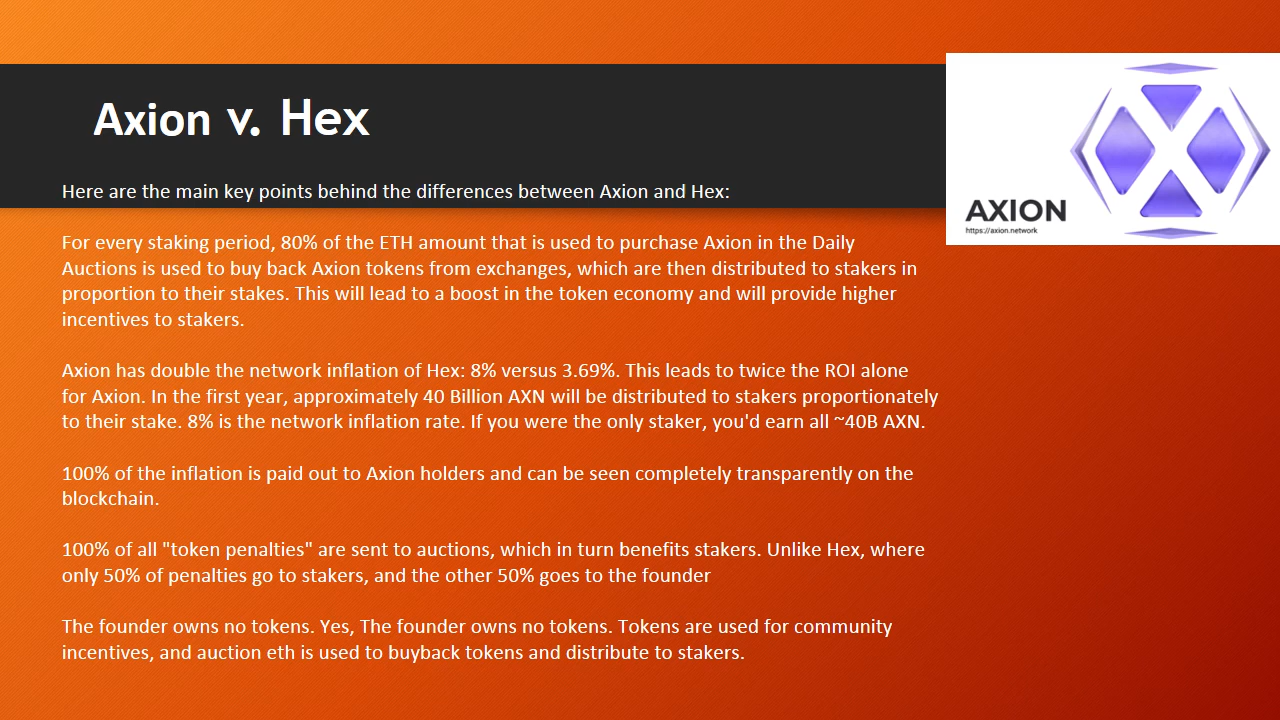 Axion v. Hex
AXION
https://axion.network
Here are the main key points behind the differences between Axion and Hex:
For every staking period, 80% of the ETH amount that is used to purchase Axion in the Daily
Auctions is used to buy back Axion tokens from exchanges, which are then distributed to stakers in
proportion to their stakes. This will lead to a boost in the token economy and will provide higher
incentives to stakers.
Axion has double the network inflation of Hex: 8% versus 3.69%. This leads to twice the ROI alone
for Axion. In the first year, approximately 40 Billion AXN will be distributed to stakers proportionately
to their stake. 8% is the network inflation rate. If you were the only staker, you'd earn all ~40B AXN.
100% of the inflation is paid out to Axion holders and can be seen completely transparently on the
blockchain.
100% of all "token penalties" are sent to auctions, which in turn benefits stakers. Unlike Hex, where
only 50% of penalties go to stakers, and the other 50% goes to the founder
The founder owns no tokens. Yes, The founder owns no tokens. Tokens are used for community
incentives, and auction eth is used to buyback tokens and distribute to stakers.